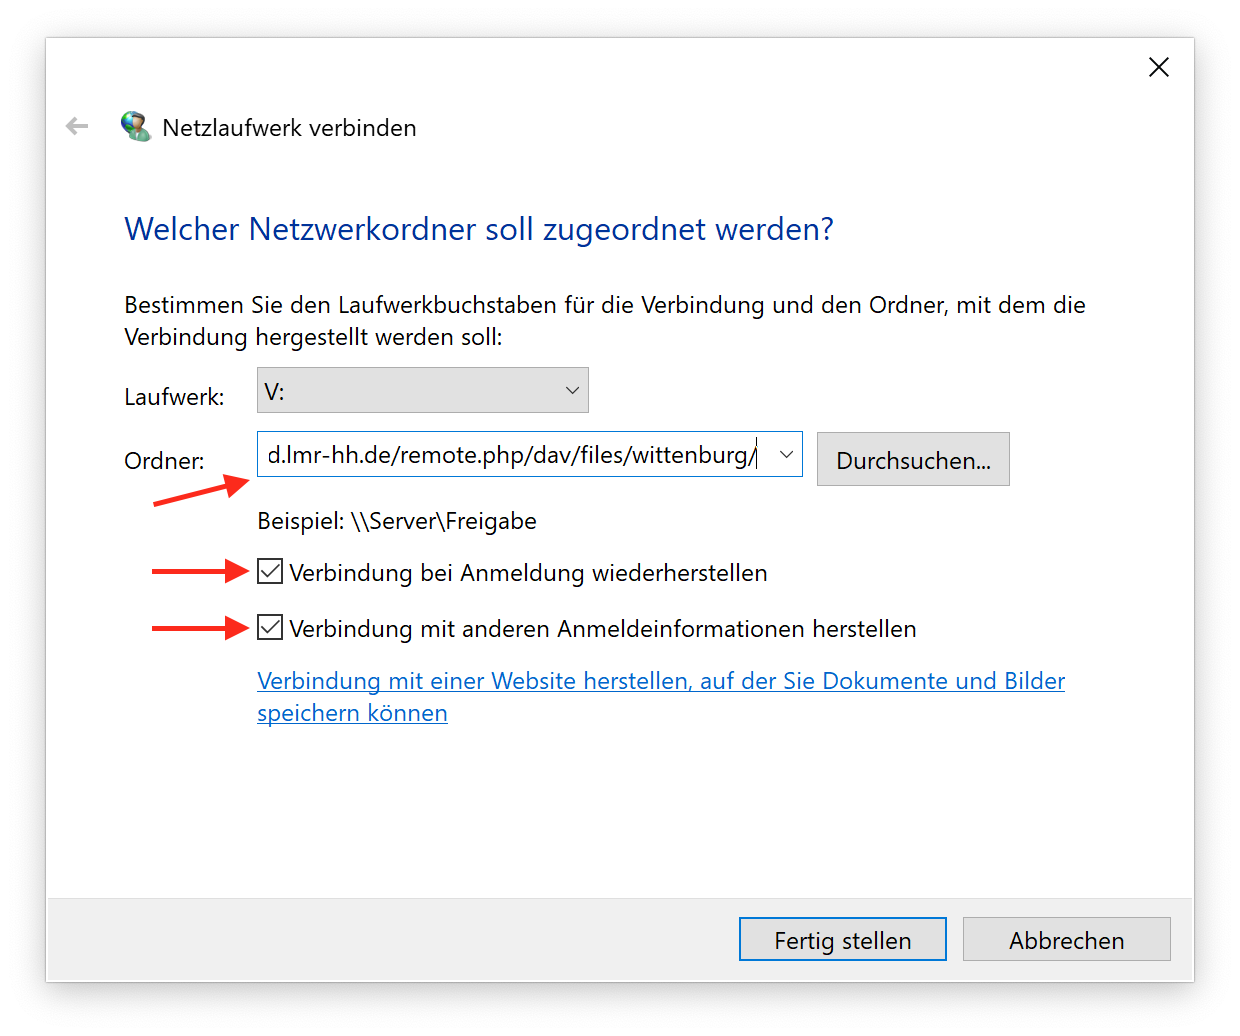 Netzlaufwerk verbinden
Welcher Netzwerkordner soll zugeordnet werden?
Bestimmen Sie den Laufwerkbuchstaben für die Verbindung und den Ordner, mit dem die
Verbindung hergestellt werden soll:
Laufwerk: V:
Ordner: d.lmr-hh.de/remote.php/dav/files/wittenburg/ Durchsuchen...
Beispiel: \\Server\Freigabe
Verbindung bei Anmeldung wiederherstellen
Verbindung mit anderen Anmeldeinformationen herstellen
Verbindung mit einer Website herstellen, auf der Sie Dokumente und Bilder
speichern können
Fertig stellen Abbrechen